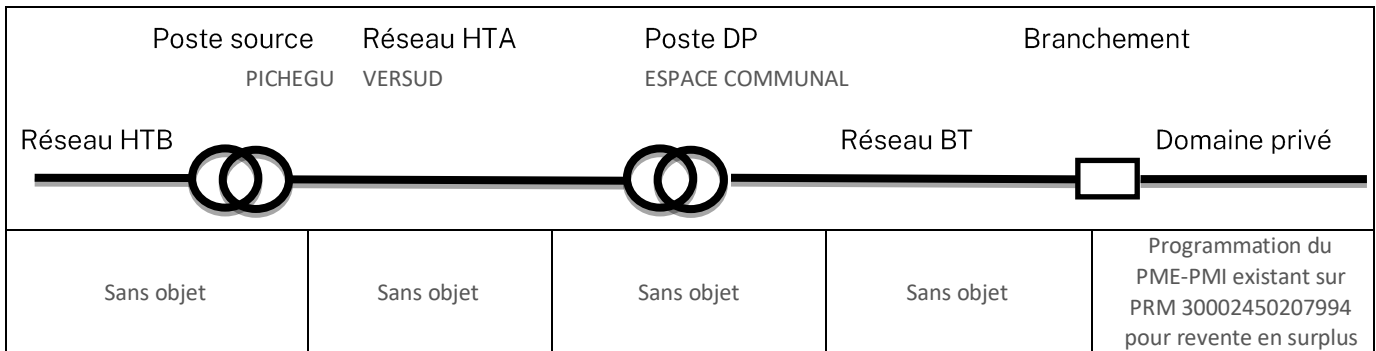 Poste source Réseau HTA Poste DP Branchement
PICHEGU VERSUD ESPACE COMMUNAL
Réseau HTB Réseau BT Domaine privé
Sans objet Sans objet Sans objet Sans objet
Programmation du
PME-PMI existant sur
PRM 30002450207994
pour revente en surplus